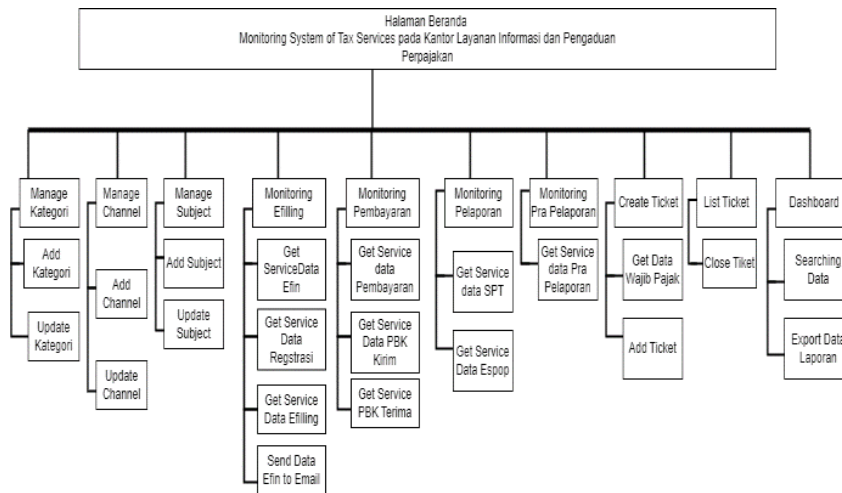 Halaman Beranda
Monitoring System of Tax Services pada Kantor Layanan Informasi dan Pengaduan
Perpajakan
Manage
Kategori
Add
Kategori
Update
Kategori
Manage
Channel
Add
Channel
Update
Channel
Manage
Subject
Add Subject
Update
Subject
Monitoring
Efilling
Get
ServiceData
Efin
Get Service
Data
Regstrasi
Get Service
Data Efilling
Send Data
Efin to Email
Monitoring
Pembayaran
Get Service
data
Pembayaran
Get Service
Data PBK
Kirim
Get Service
PBK Terima
Monitoring
Pelaporan
Get Service
data SPT
Get Service
Data Espop
Monitoring
Pra Pelaporan
Get Service
data Pra
Pelaporan
Create Ticket
Get Data
Wajib Pajak
Add Ticket
List Ticket
Close Tiket
Dashboard
Searching
Data
Export Data
Laporan